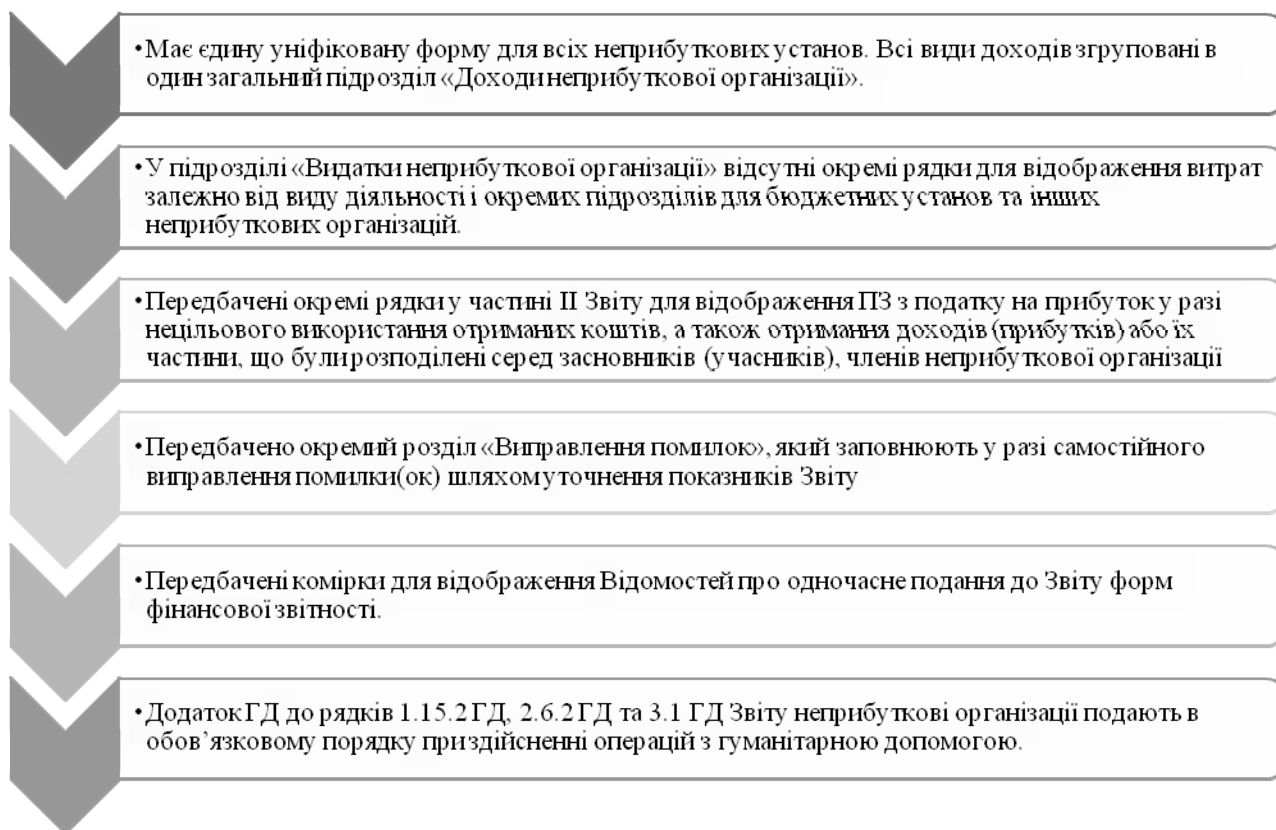 •Має єдину уніфіковану форму для всіх неприбуткових установ. Всі види доходів згруповані в
один загальний підрозділ «Доходи неприбуткової організації».
•У підрозділі «Видатки неприбуткової організації» відсутні окремі рядки для відображення витрат
залежно від виду діяльності і окремих підрозділів для бюджетних установ та інших
неприбуткових організацій.
•Передбачені окремі рядки у частині ІІ Звіту для відображення ПЗ з податку на прибуток у разі
нецільового використання отриманих коштів, а також отримання доходів (прибутків) або їх
частини, що були розподілені серед засновників (учасників), членів неприбуткової організації
•Передбачено окремий розділ «Виправлення помилок», який заповнюють у разі самостійного
виправлення помилки(ок) шляхом уточнення показників Звіту
•Передбачені комірки для відображення Відомостей про одночасне подання до Звіту форм
фінансової звітності.
•Додаток ГД до рядків 1.15.2 ГД, 2.6.2 ГД та 3.1 ГД Звіту неприбуткові організації подають в
обов’язковому порядку при здійсненні операцій з гуманітарною допомогою.